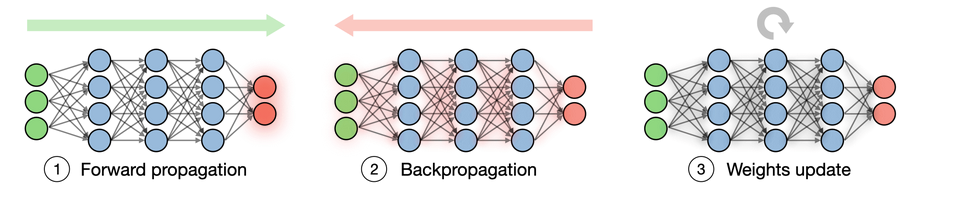 1 Forward propagation
2 Backpropagation
3 Weights update